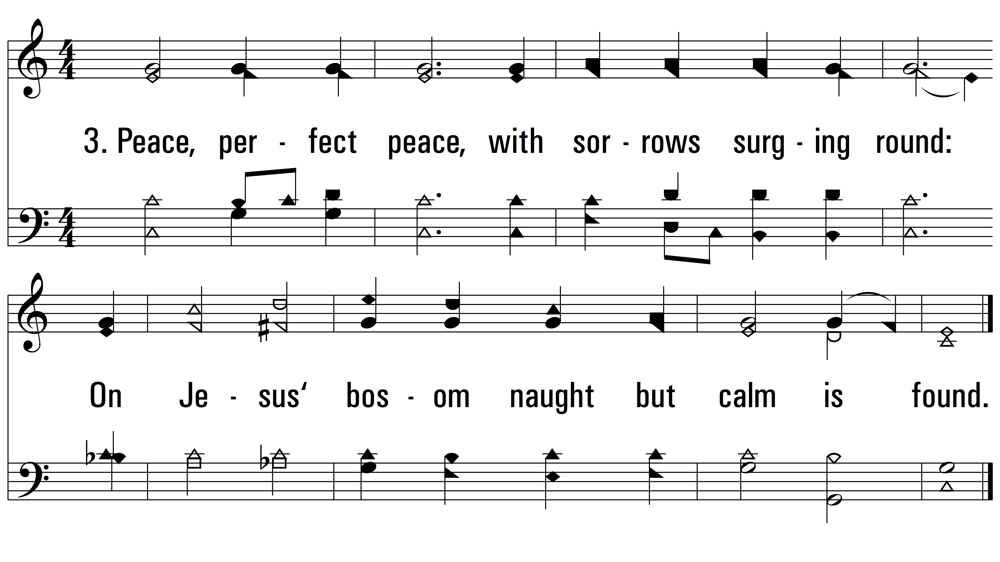 3. Peace, per - fect peace, with sor - rows surg - ing round:
On Je - sus‘ bos - om naught but calm is found.